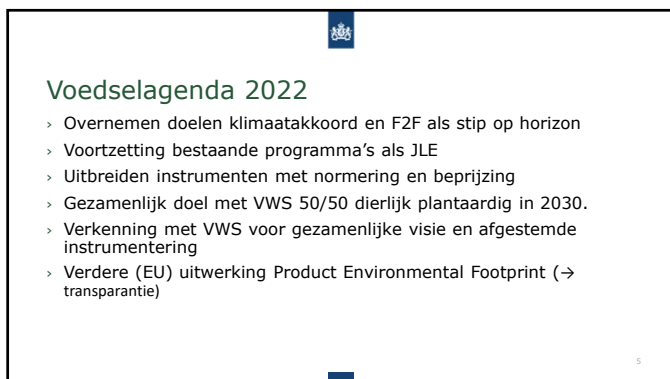 Voedselagenda 2022
› Overnemen doelen klimaatakkoord en F2F als stip op horizon
› Voortzetting bestaande programma’s als JLE
› Uitbreiden instrumenten met normering en beprijzing
› Gezamenlijk doel met VWS 50/50 dierlijk plantaardig in 2030.
› Verkenning met VWS voor gezamenlijke visie en afgestemde
instrumentering
› Verdere (EU) uitwerking Product Environmental Footprint (→
transparantie)
5